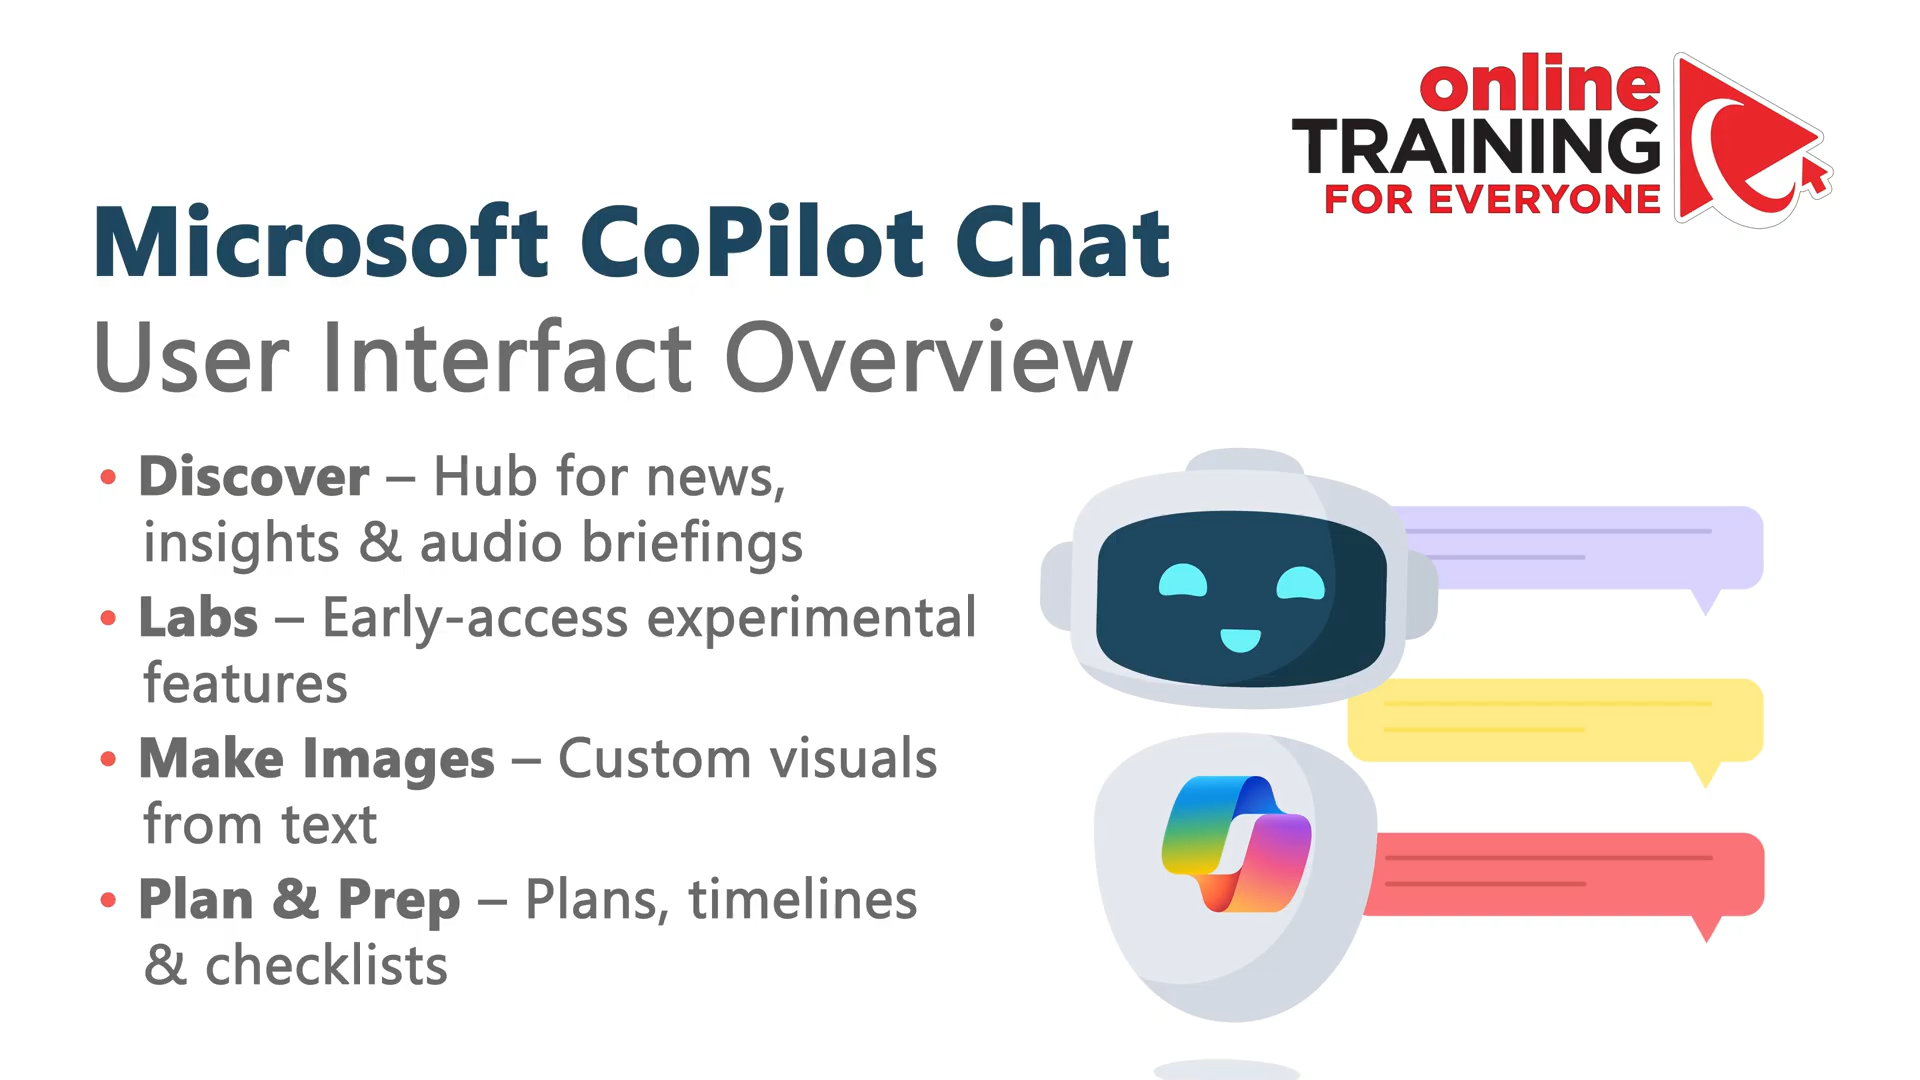 online
TRAINING
FOR EVERYONE
Microsoft CoPilot Chat
User Interfact Overview
• Discover – Hub for news,
insights & audio briefings
• Labs – Early-access experimental
features
• Make Images – Custom visuals
from text
• Plan & Prep – Plans, timelines
& checklists